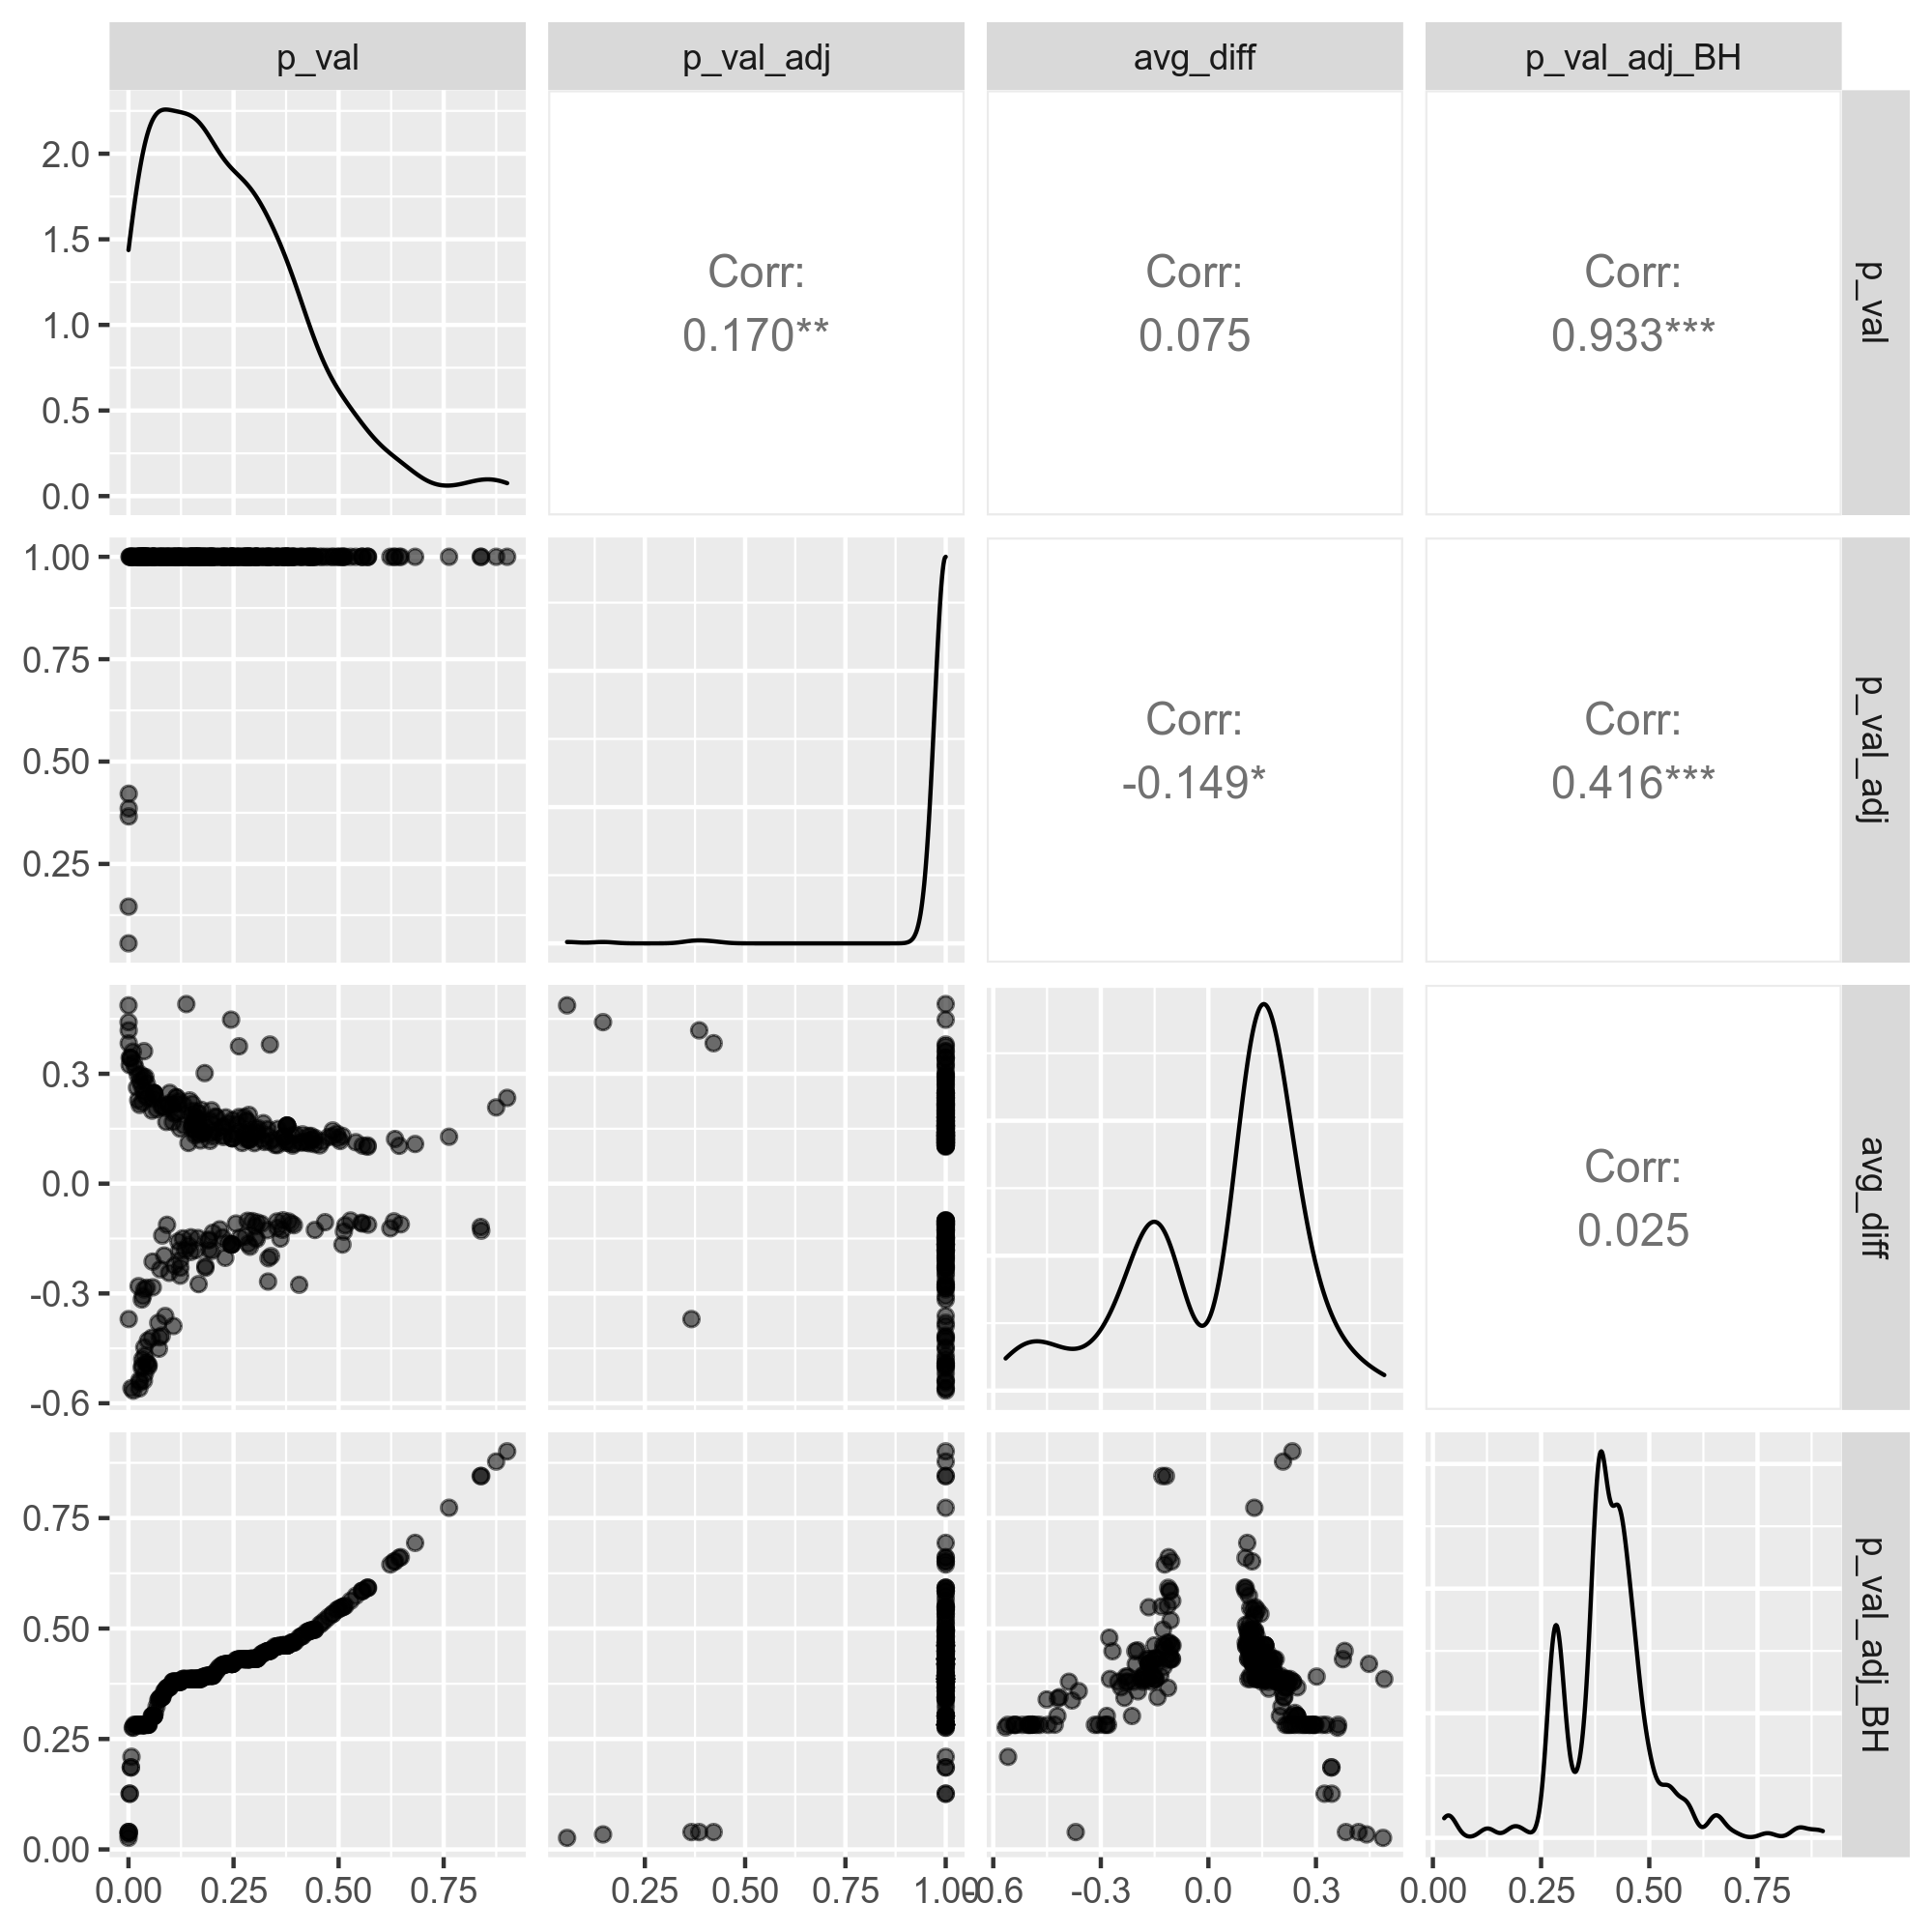 p_val p_val_adj avg_diff p_val_adj_BH
2.0
1.5
1.0
0.5
0.0
Corr:
0.170**
Corr:
0.075
Corr:
0.933***
p_val
1.00
0.75
0.50
0.25
Corr:
-0.149*
Corr:
0.416***
p_val_adj
0.3
0.0
-0.3
-0.6
Corr:
0.025
avg_diff
0.75
0.50
0.25
0.00
p_val_adj_BH
0.00 0.25 0.50 0.75
0.25 0.50 0.75 1.00
-0.6 -0.3 0.0 0.3
0.00 0.25 0.50 0.75